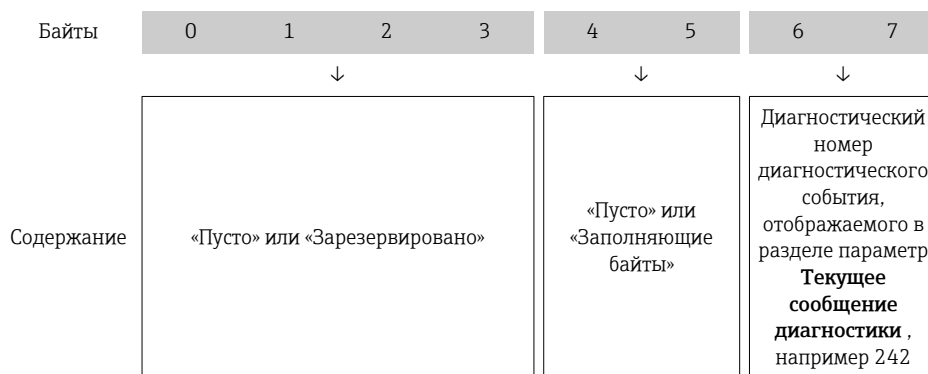 Байты 0 1 2 3 4 5 6 7
↓ ↓ ↓
Содержание
«Пусто» или «Зарезервировано»
«Пусто» или
«Заполняющие
байты»
Диагностический
номер
диагностического
события,
отображаемого в
разделе параметр
Текущее
сообщение
диагностики ,
например 242